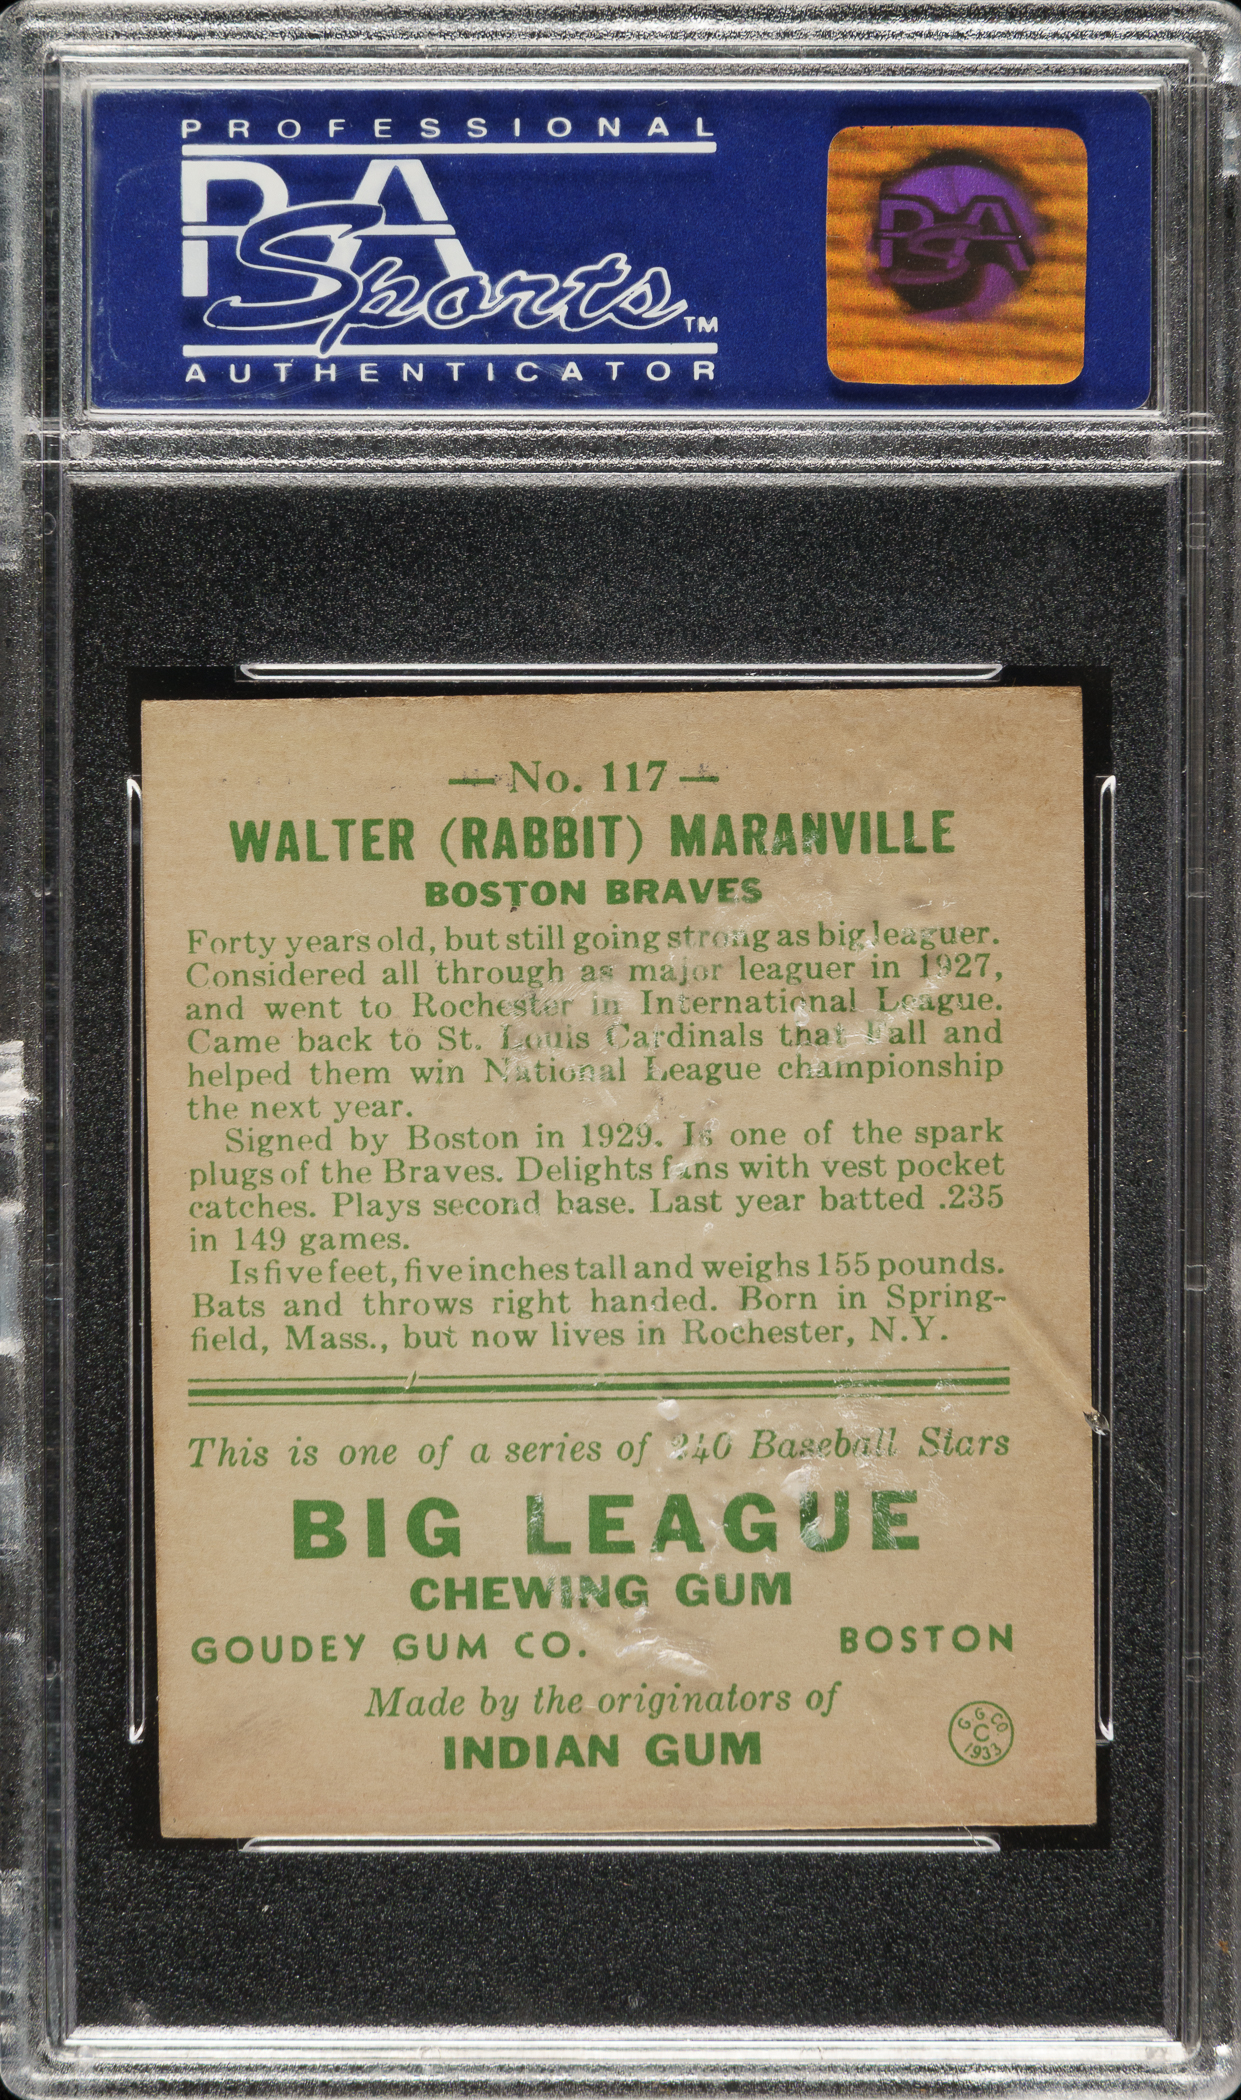 PROFESSIONAL
PSA
Sports™
AUTHENTICATOR
PSA
— No. 117 —
WALTER (RABBIT) MARANVILLE
BOSTON BRAVES
Forty years old, but still going strong as big leaguer.
Considered all through as major leaguer in 1927,
and went to Rochester in International League.
Came back to St. Louis Cardinals that Fall and
helped them win National League championship
the next year.
Signed by Boston in 1929. Is one of the spark
plugs of the Braves. Delights fans with vest pocket
catches. Plays second base. Last year batted .235
in 149 games.
Is five feet, five inches tall and weighs 155 pounds.
Bats and throws right handed. Born in Spring-
field, Mass., but now lives in Rochester, N.Y.
This is one of a series of 240 Baseball Stars
BIG LEAGUE
CHEWING GUM
GOUDEY GUM CO. BOSTON
Made by the originators of
INDIAN GUM
G.G.CO.
C
1933